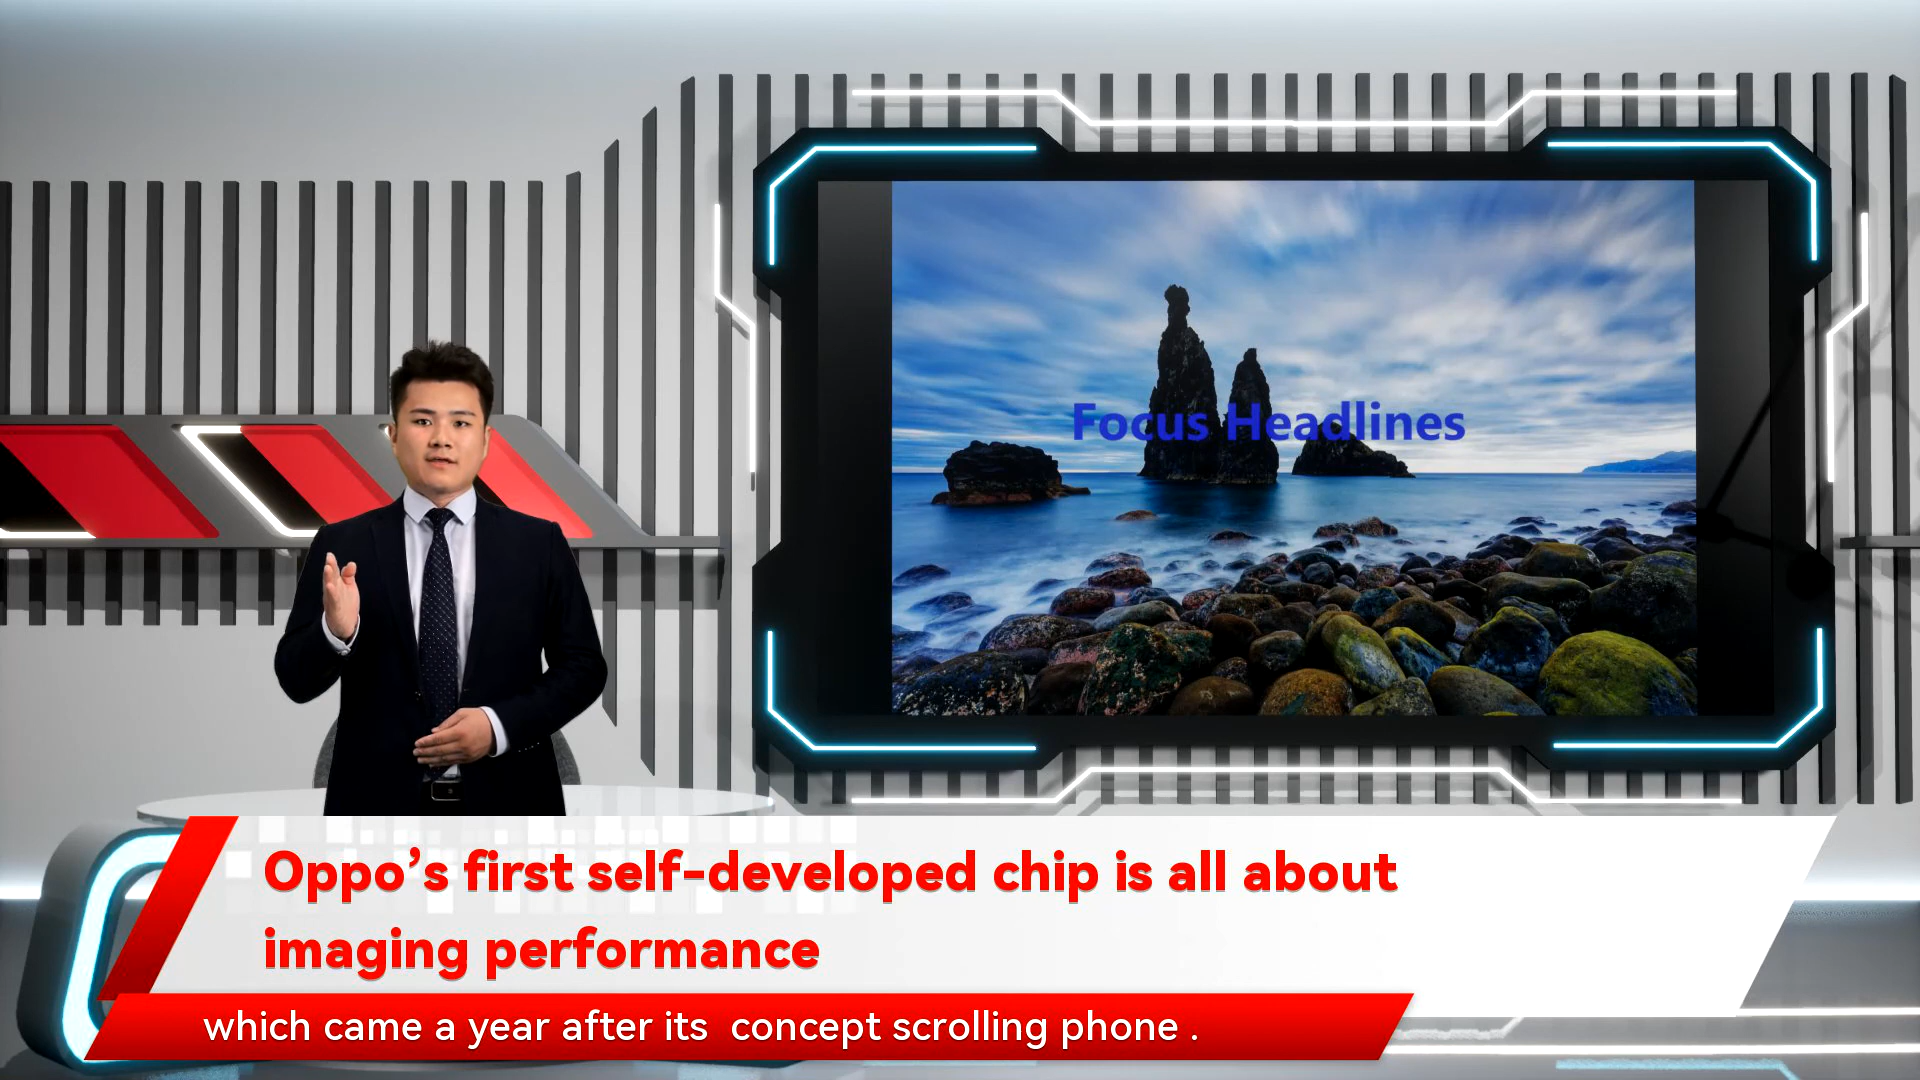 Focus Headlines
Oppo’s first self-developed chip is all about
imaging performance
which came a year after its  concept scrolling phone .